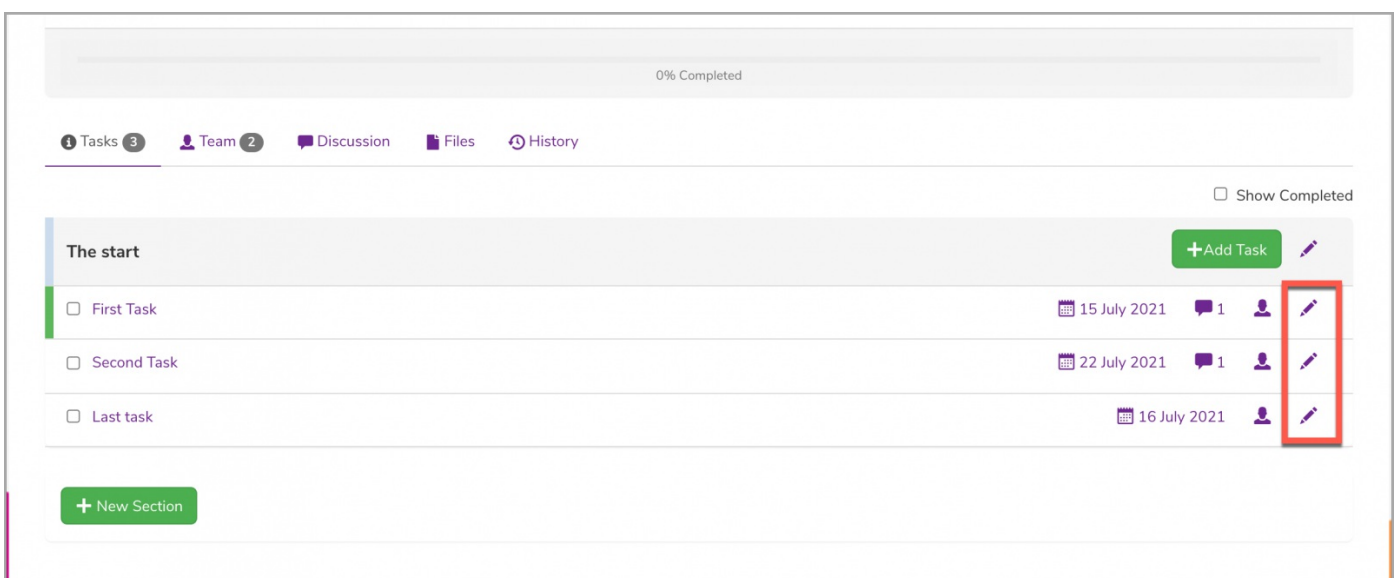 0% Completed
Tasks 3 Team 2 Discussion Files History
Show Completed
The start +Add Task
First Task 15 July 2021 1
Second Task 22 July 2021 1
Last task 16 July 2021
+ New Section